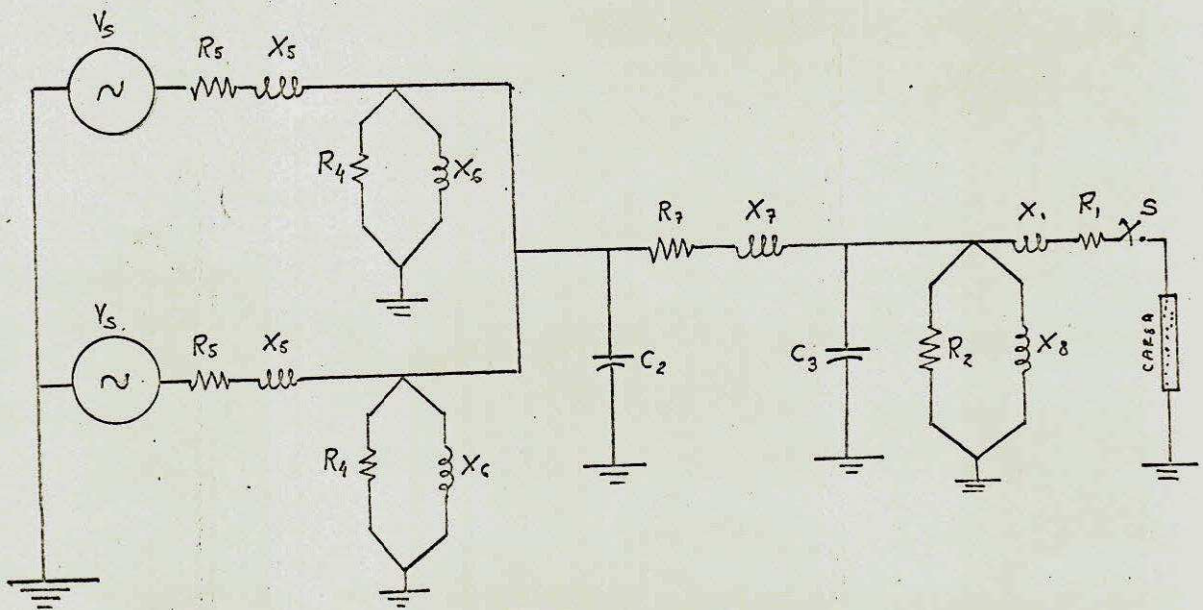 Vs
R5 X5
~
R4 X6
Vs.
R5 X5
~
R4 X6
C2
R7 X7
C3
R2 X8
X1 R1 S
CARGA